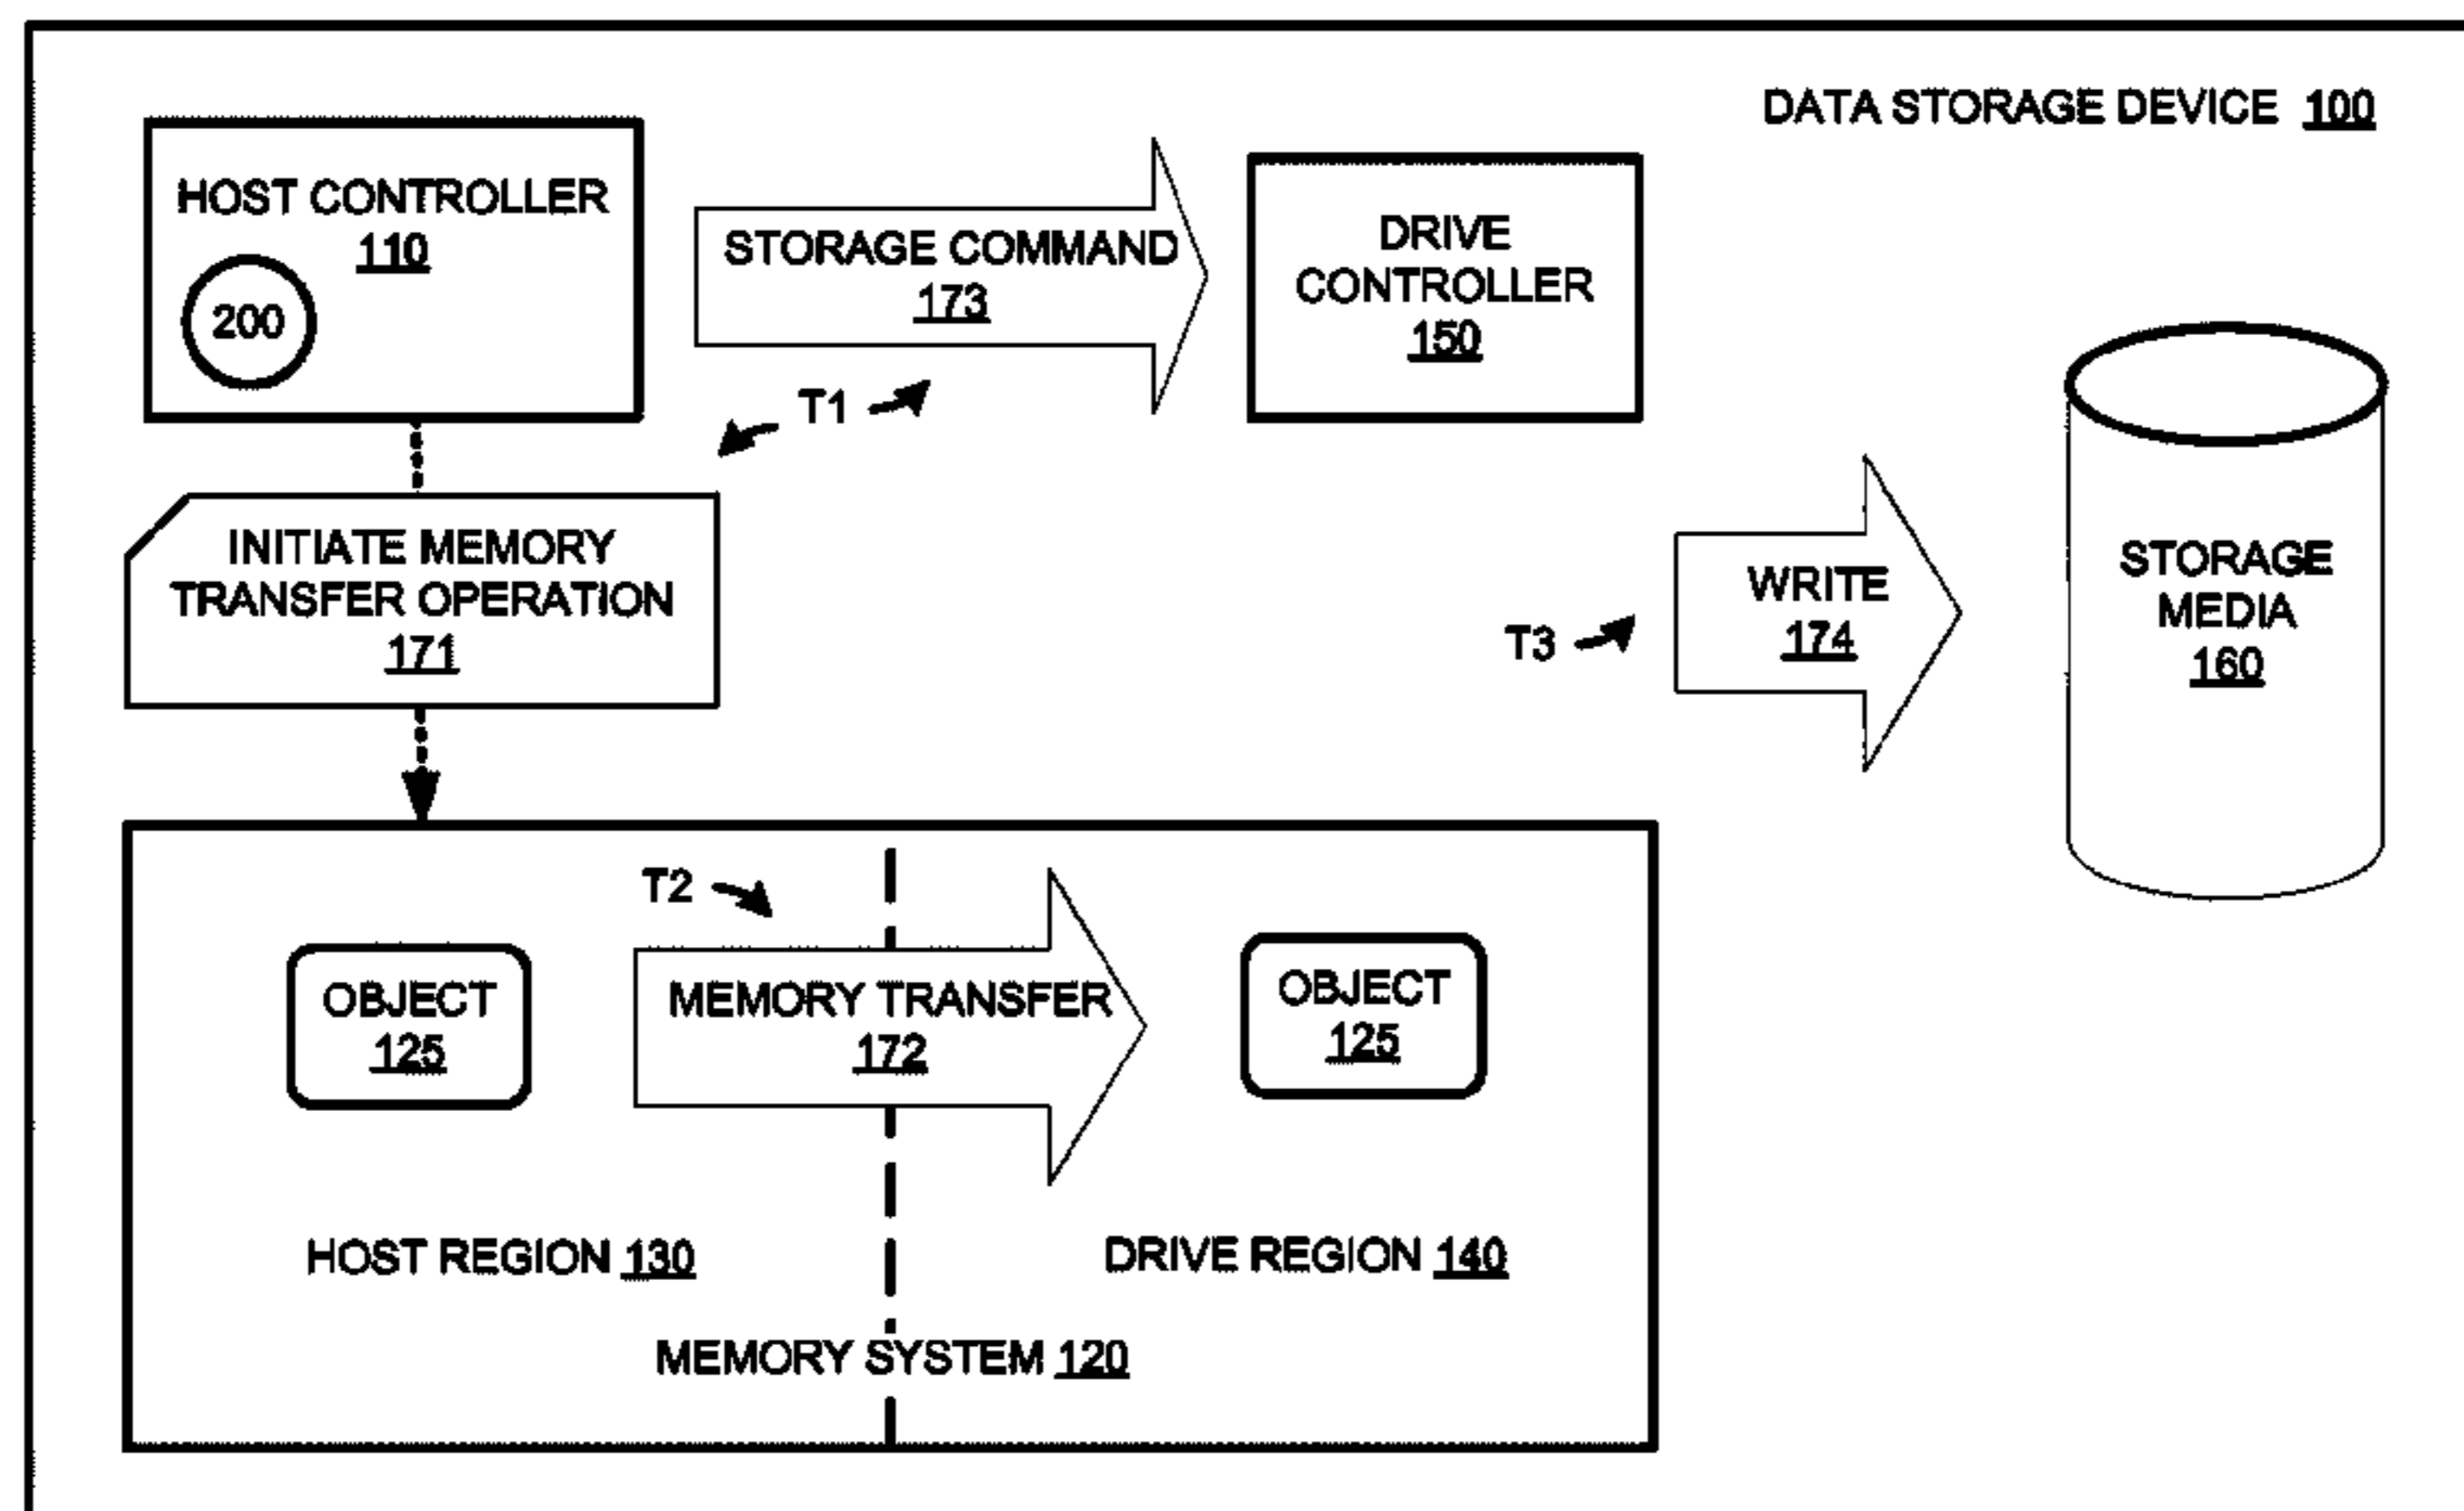 DATA STORAGE DEVICE 100
HOST CONTROLLER
110
200
STORAGE COMMAND
173
DRIVE
CONTROLLER
150
T1
INITIATE MEMORY
TRANSFER OPERATION
171
T3
WRITE
174
STORAGE
MEDIA
160
T2
OBJECT
125
MEMORY TRANSFER
172
OBJECT
125
HOST REGION 130
DRIVE REGION 140
MEMORY SYSTEM 120